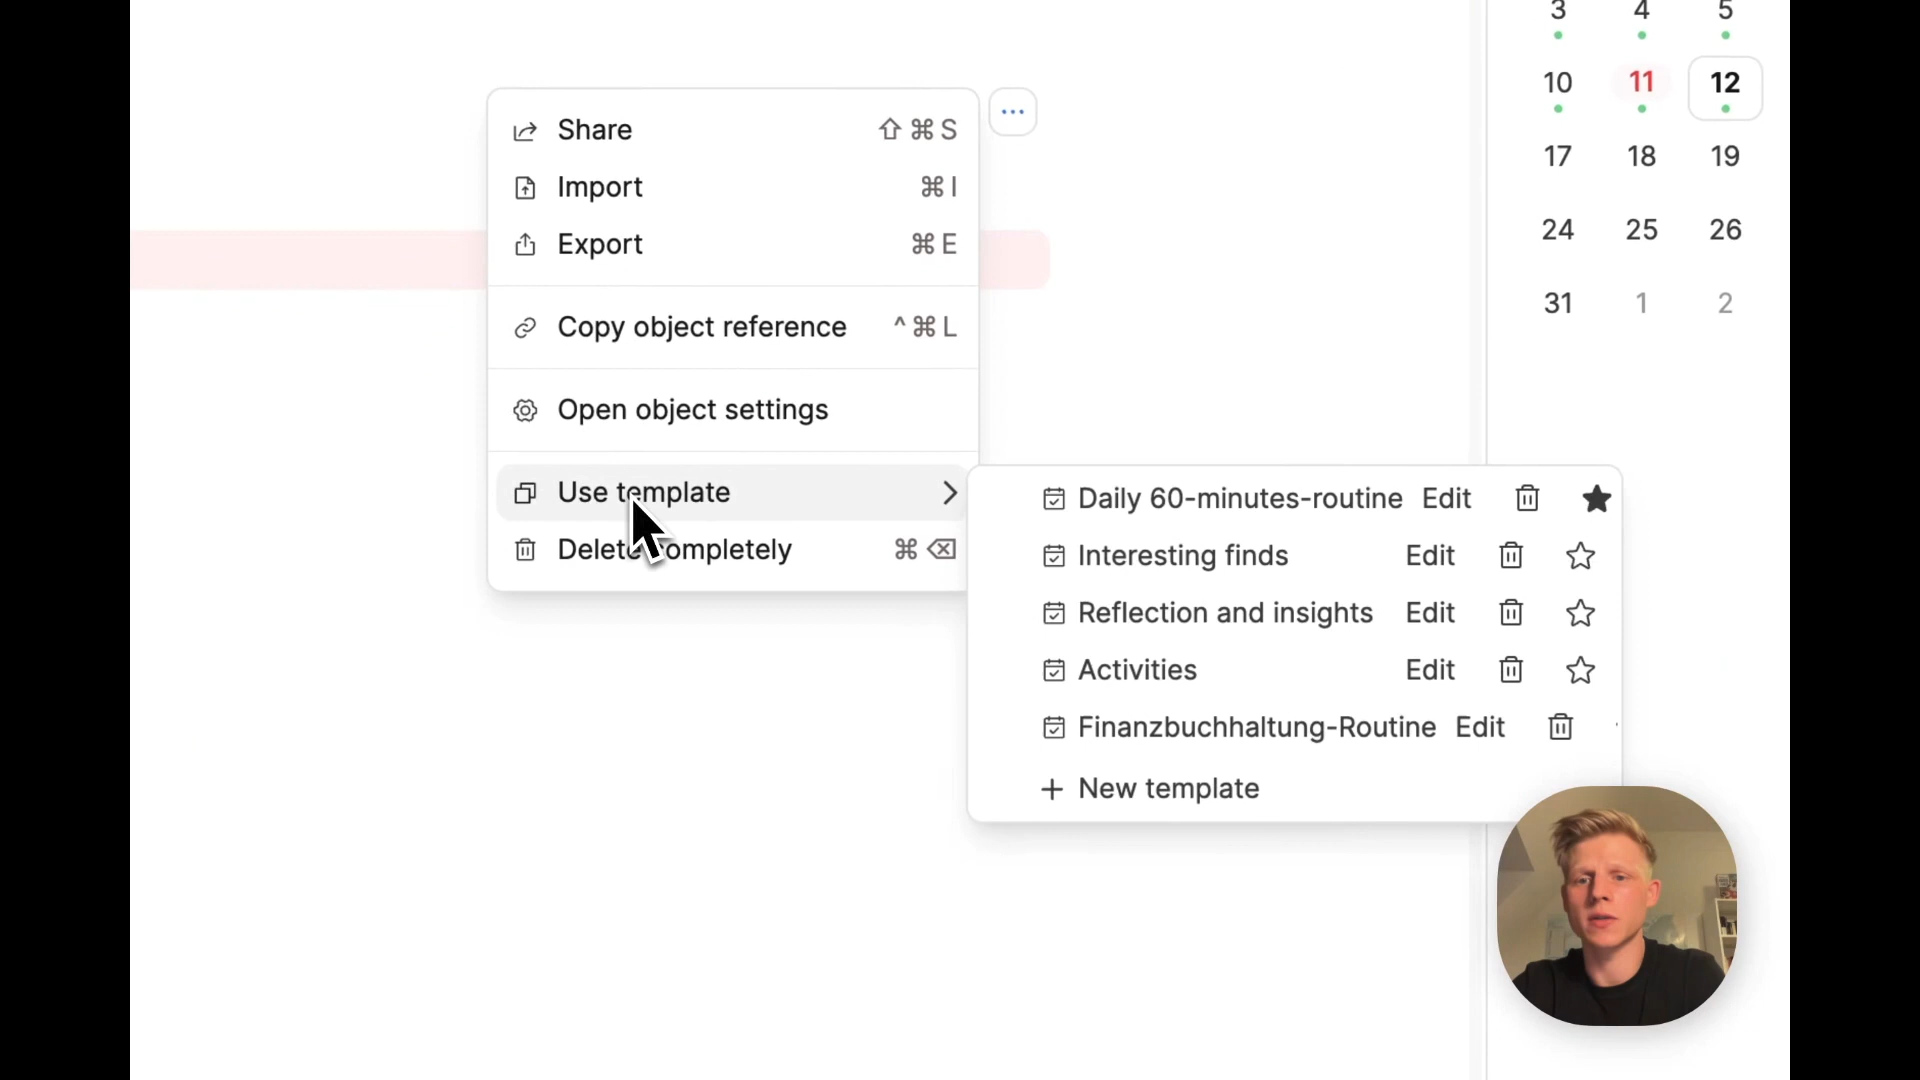 3 4 5
10 11 12
17 18 19
24 25 26
31 1 2
...
Share ⇧ ⌘ S
Import ⌘ I
Export ⌘ E
Copy object reference ^ ⌘ L
Open object settings
Use template
Delete completely ⌘ ⌫
Daily 60-minutes-routine Edit
Interesting finds Edit
Reflection and insights Edit
Activities Edit
Finanzbuchhaltung-Routine Edit
+ New template